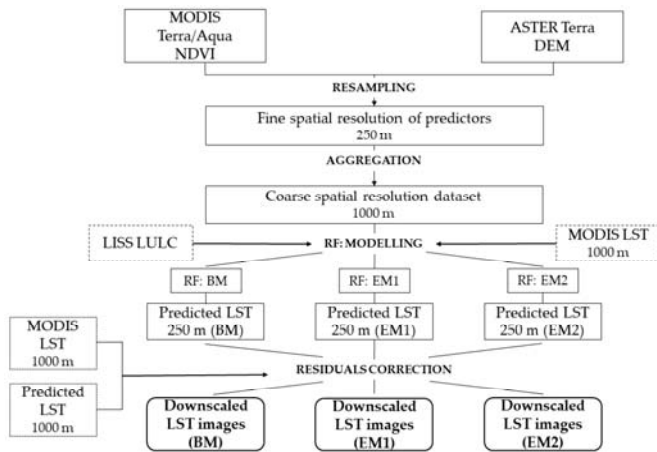 MODIS
Terra/Aqua
NDVI
ASTER Terra
DEM
RESAMPLING
Fine spatial resolution of predictors
250 m
AGGREGATION
Coarse spatial resolution dataset
1000 m
LISS LULC
RF: MODELLING
MODIS LST
1000 m
RF: BM
RF: EM1
RF: EM2
Predicted LST
250 m (BM)
Predicted LST
250 m (EM1)
Predicted LST
250 m (EM2)
MODIS
LST
1000 m
Predicted
LST
1000 m
RESIDUALS CORRECTION
Downscaled
LST images
(BM)
Downscaled
LST images
(EM1)
Downscaled
LST images
(EM2)